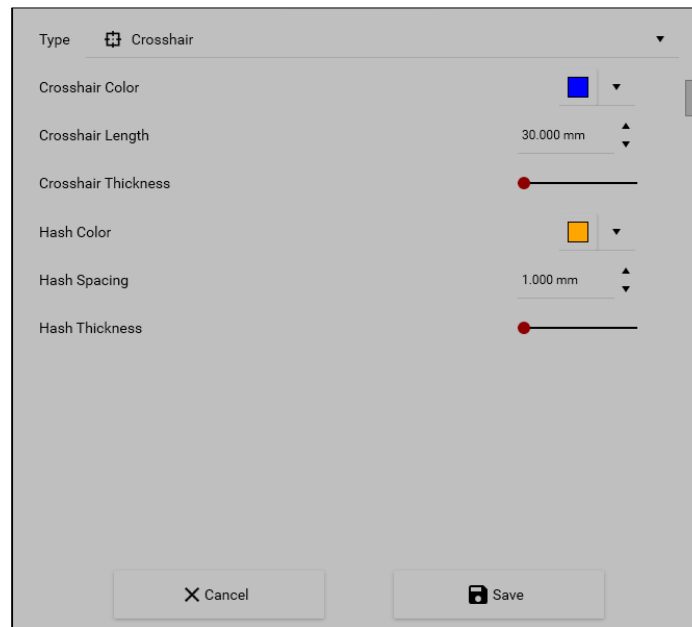 Type Crosshair
Crosshair Color
Crosshair Length 30.000 mm
Crosshair Thickness
Hash Color
Hash Spacing 1.000 mm
Hash Thickness
Cancel Save